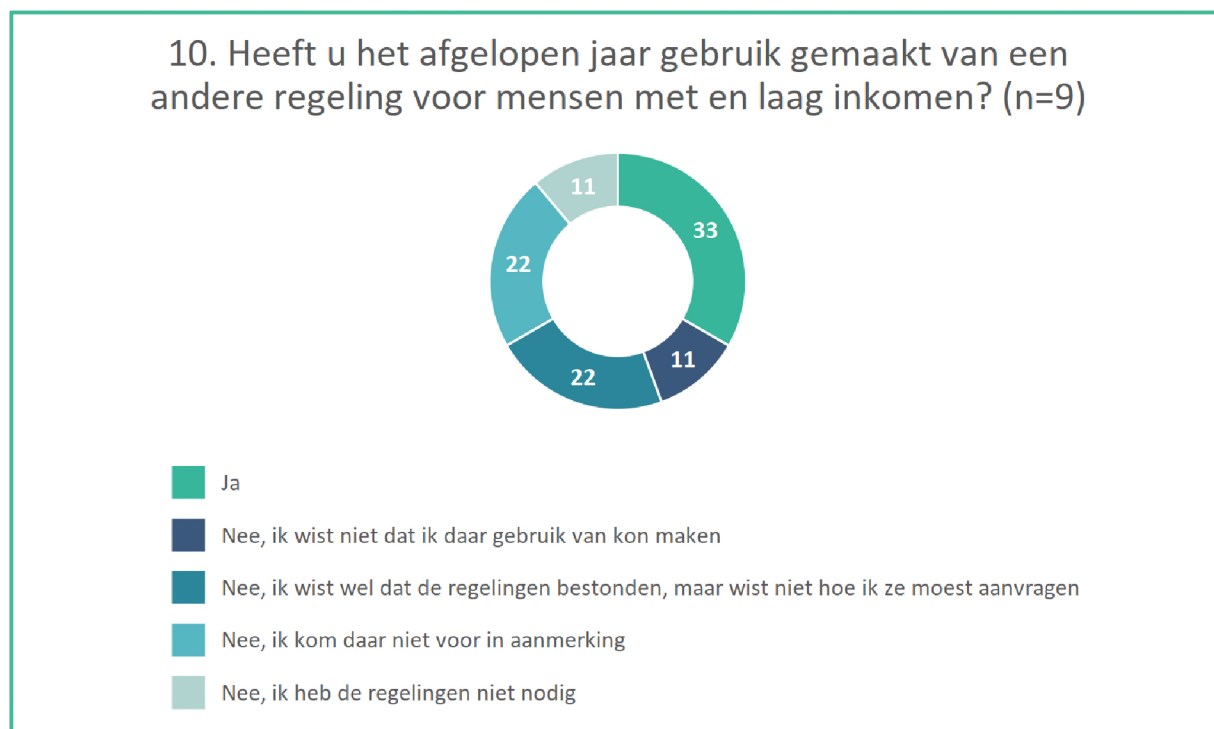 10. Heeft u het afgelopen jaar gebruik gemaakt van een
andere regeling voor mensen met en laag inkomen? (n=9)
11
33
22
11
22
Ja
Nee, ik wist niet dat ik daar gebruik van kon maken
Nee, ik wist wel dat de regelingen bestonden, maar wist niet hoe ik ze moest aanvragen
Nee, ik kom daar niet voor in aanmerking
Nee, ik heb de regelingen niet nodig